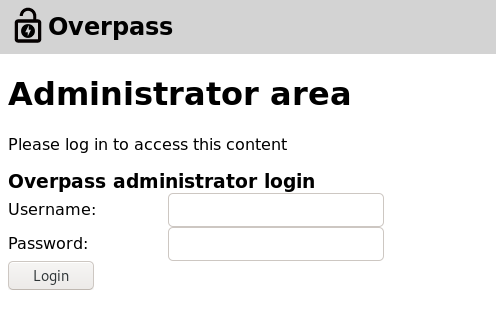 Overpass
Administrator area
Please log in to access this content
Overpass administrator login
Username:
Password:
Login